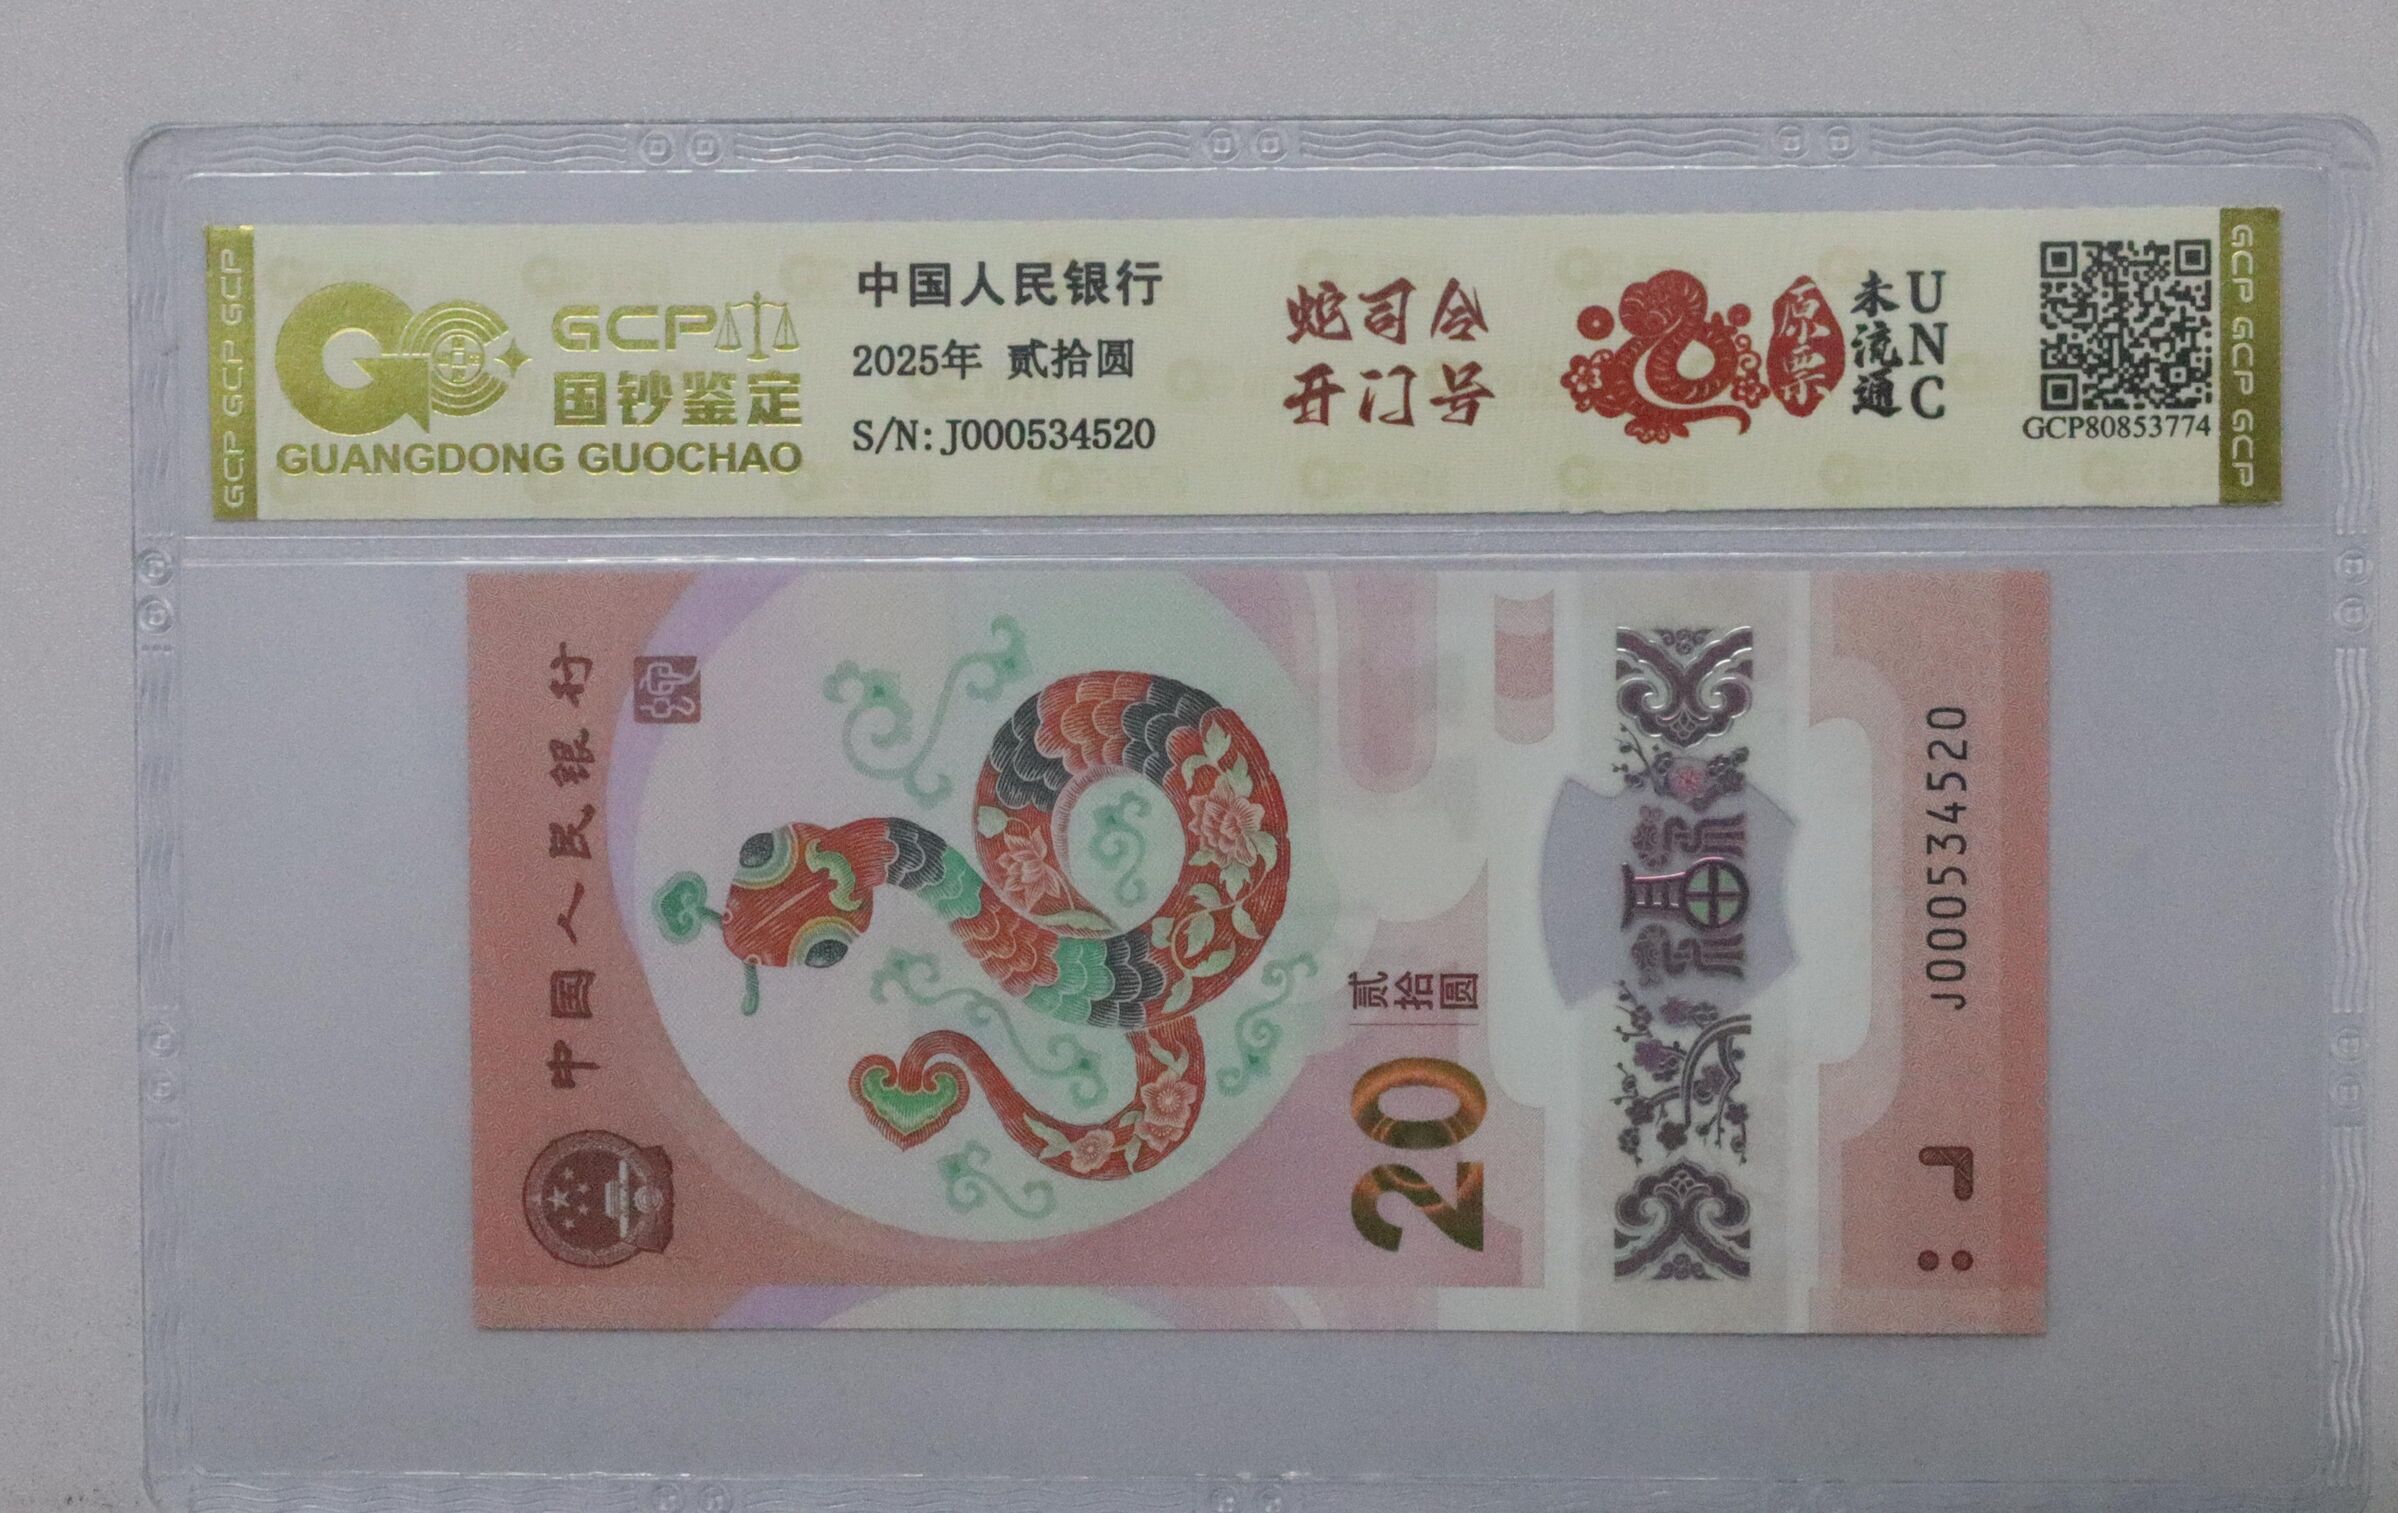 GCP GCP GCP
GCP
国钞鉴定
GUANGDONG GUOCHAO
中国人民银行
2025年 贰拾圆
S/N: J000534520
蛇司令
开门号
原票
未流通
UNC
GCP80853774
GCP GCP GCP
中国人民银行
贰拾圆
20
福
J000534520